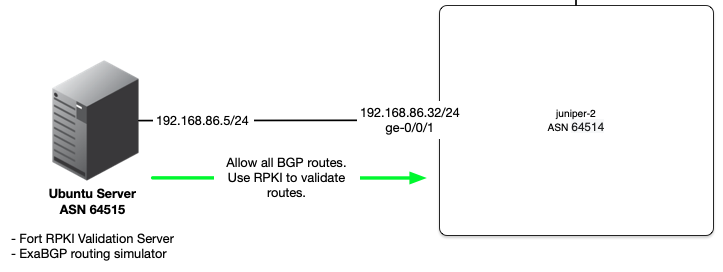 192.168.86.5/24
192.168.86.32/24
ge-0/0/1
juniper-2
ASN 64514
Allow all BGP routes.
Use RPKI to validate
routes.
Ubuntu Server
ASN 64515
- Fort RPKI Validation Server
- ExaBGP routing simulator